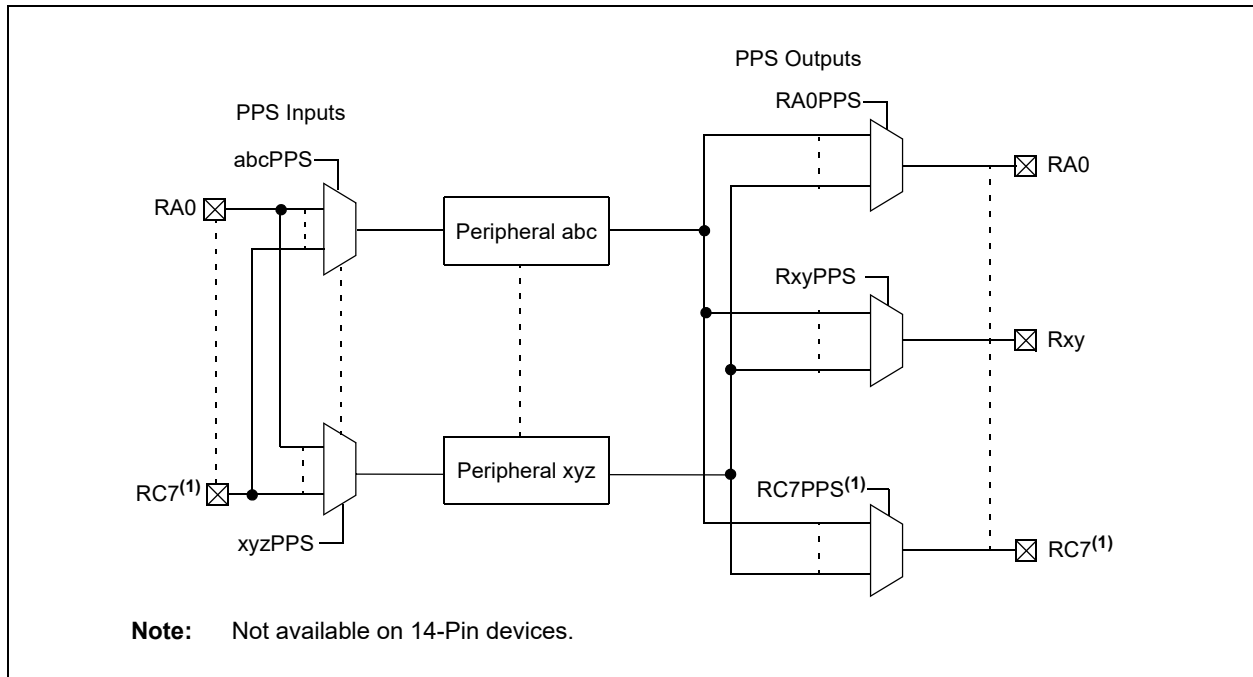 PPS Outputs
RA0PPS
PPS Inputs
abcPPS
RA0
RA0
Peripheral abc
RxyPPS
Rxy
Peripheral xyz
RC7(1)
RC7PPS(1)
xyzPPS
RC7(1)
Note: Not available on 14-Pin devices.